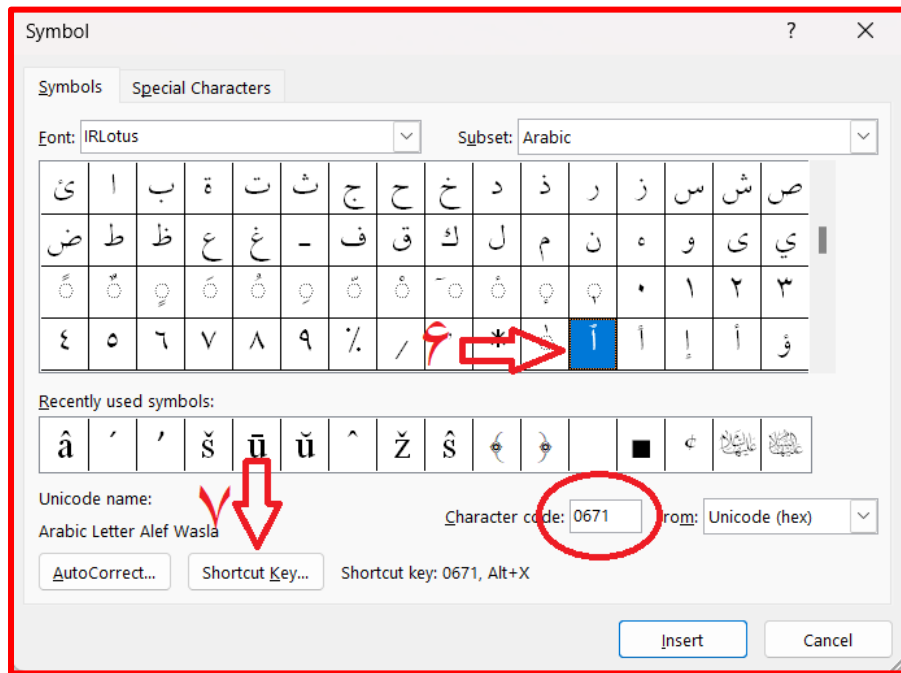 Symbol ? ×
Symbols Special Characters
Font: IRLotus Subset: Arabic
ئ ا ب ة ت ث ج ح خ د ذ ر ز س ش ص
ض ط ظ ع غ ـ ف ق ك ل م ن ه و ى ي
٠ ١ ٢ ٣
٤ ٥ ٦ ٧ ٨ ٩ ٪ ۶ ٱ ؤ
Recently used symbols:
â ˊ ʼ š ū ŭ ˆ ž ŝ ﴾ ﴿ ■ ¢
Unicode name: ۷
Arabic Letter Alef Wasla
Character code: 0671 from: Unicode (hex)
AutoCorrect... Shortcut Key... Shortcut key: 0671, Alt+X
Insert Cancel